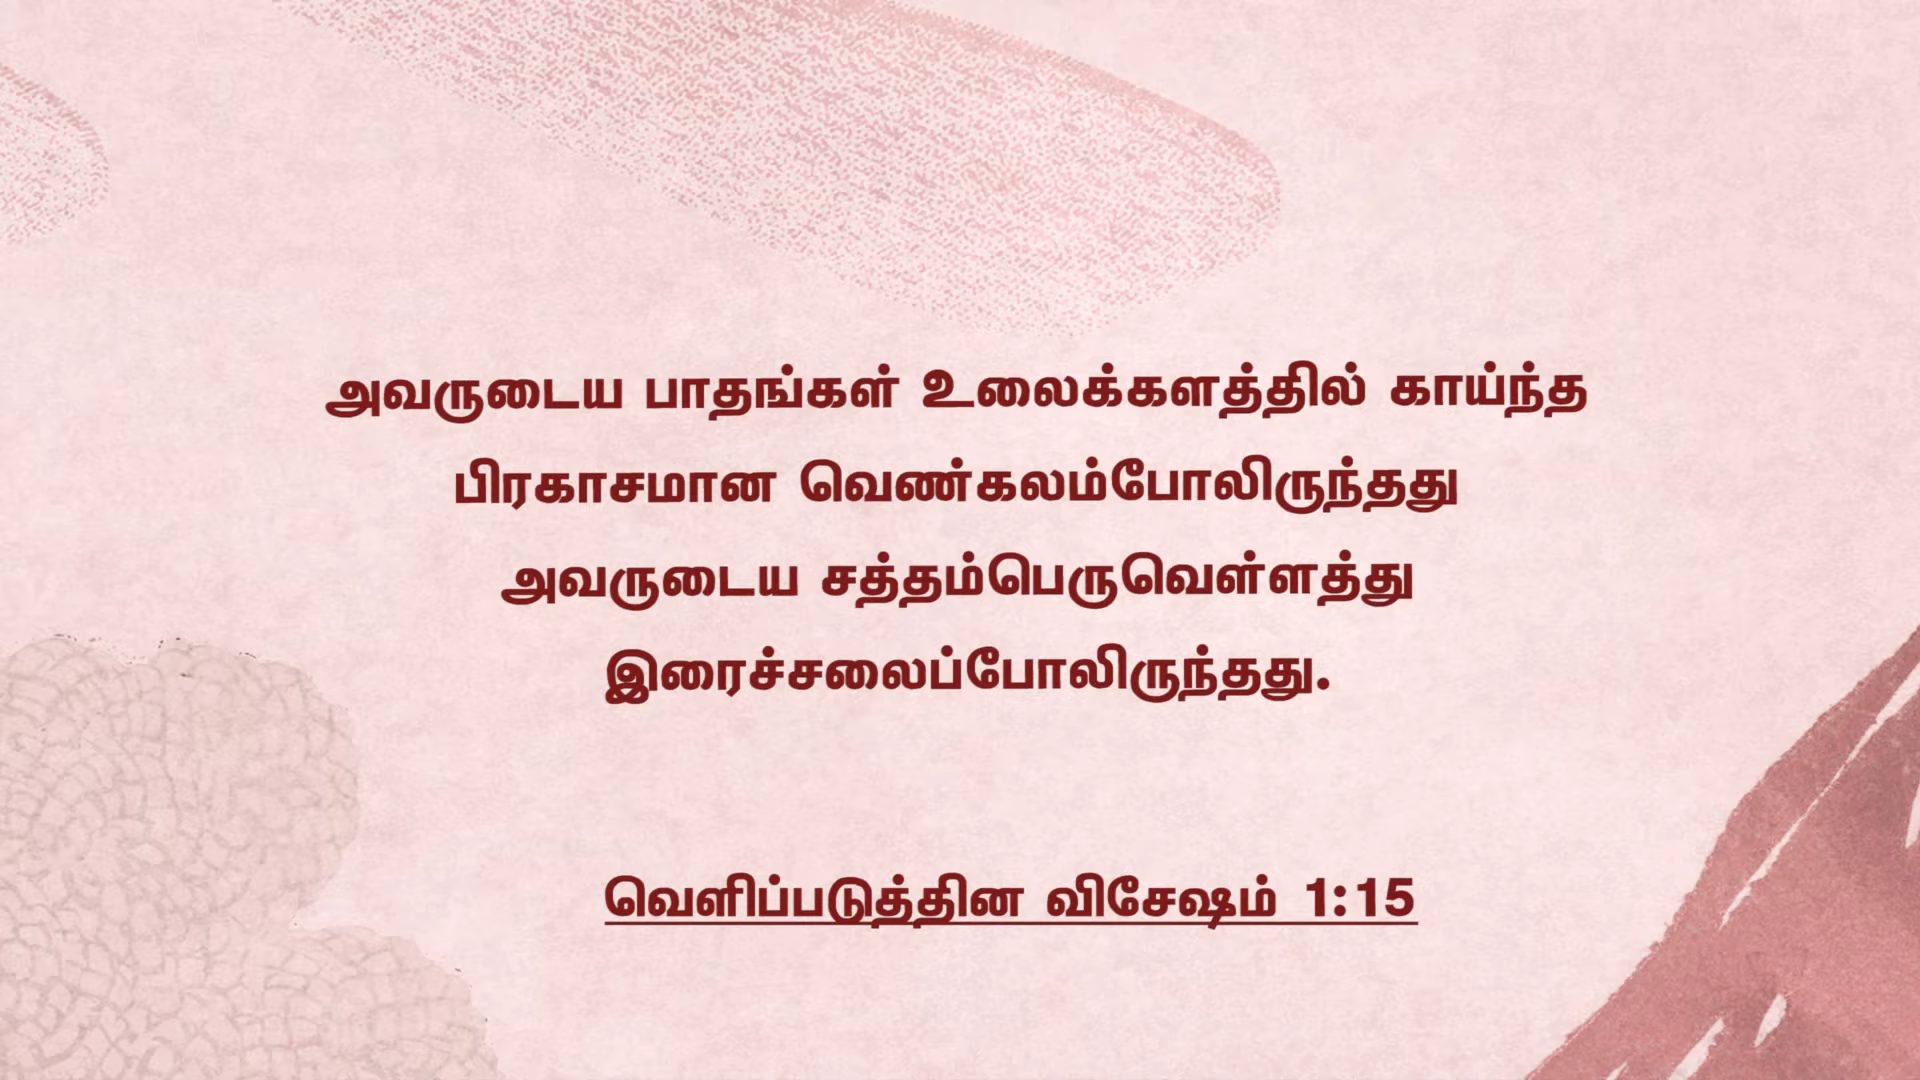 அவருடைய பாதங்கள் உலைக்களத்தில் காய்ந்த
பிரகாசமான வெண்கலம்போலிருந்தது
அவருடைய சத்தம்பெருவெள்ளத்து
இரைச்சலைப்போலிருந்தது.
வெளிப்படுத்தின விசேஷம் 1:15